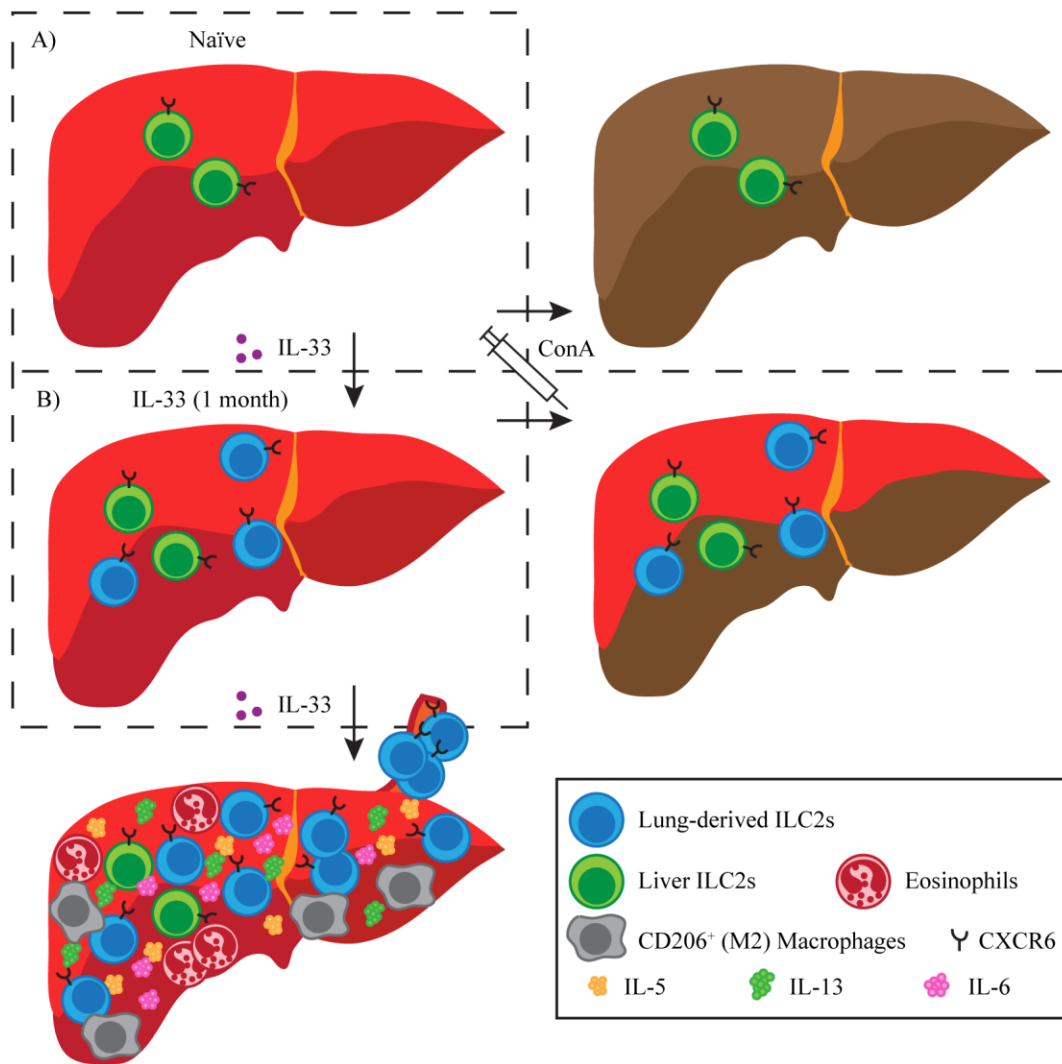 A)
Naïve
IL-33
ConA
B)
IL-33 (1 month)
IL-33
Lung-derived ILC2s
Liver ILC2s
Eosinophils
CD206⁺ (M2) Macrophages
CXCR6
IL-5
IL-13
IL-6